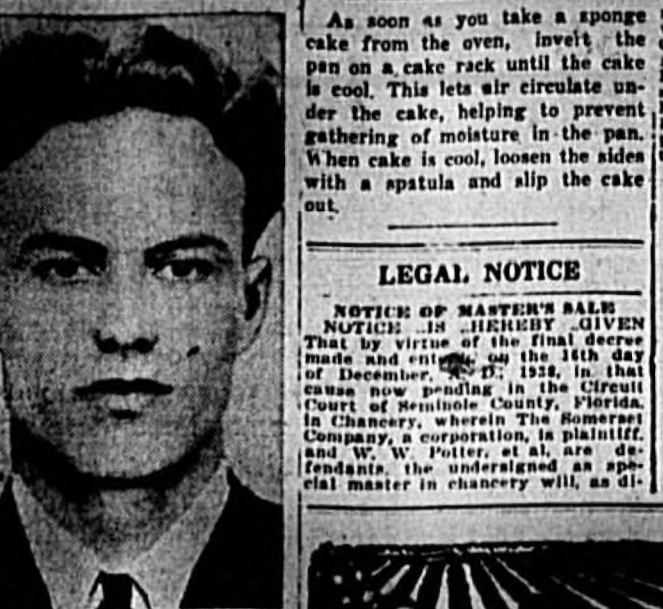 As soon as you take a sponge
cake from the oven, invert the
pan on a cake rack until the cake
is cool. This lets air circulate un-
der the cake, helping to prevent
gathering of moisture in the pan.
When cake is cool, loosen the sides
with a spatula and slip the cake
out.
LEGAL NOTICE
NOTICE OF MASTER'S SALE
NOTICE IS HEREBY GIVEN
That by virtue of the final decree
made and on the 16th day
of December, A. D. 1938, in that
cause now pending in the Circuit
Court of Seminole County, Florida,
in Chancery, wherein The Somerset
Company, a corporation, is plaintiff,
and W. W. Potter, et al, are de-
fendants, the undersigned as spe-
cial master in chancery will, as di-